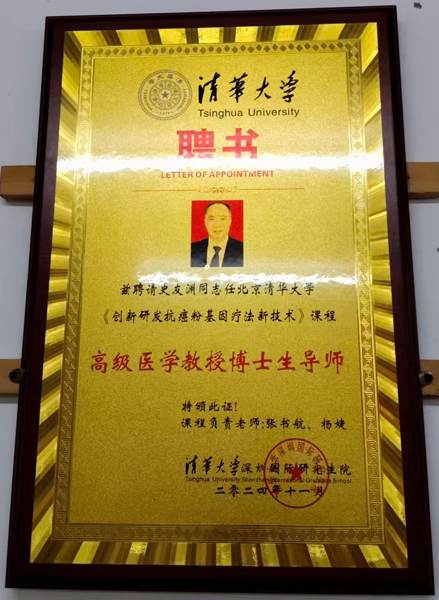 清华大学
Tsinghua University
聘书
LETTER OF APPOINTMENT
兹聘请史友渊同志任北京清华大学
《创新研发抗癌粉基因疗法新技术》课程
高级医学教授博士生导师
特颁此证!
课程负责老师:张书航,杨婕
清华大学深圳国际研究生院
Tsinghua University Shenzhen International Graduate School
二零二四年十一月